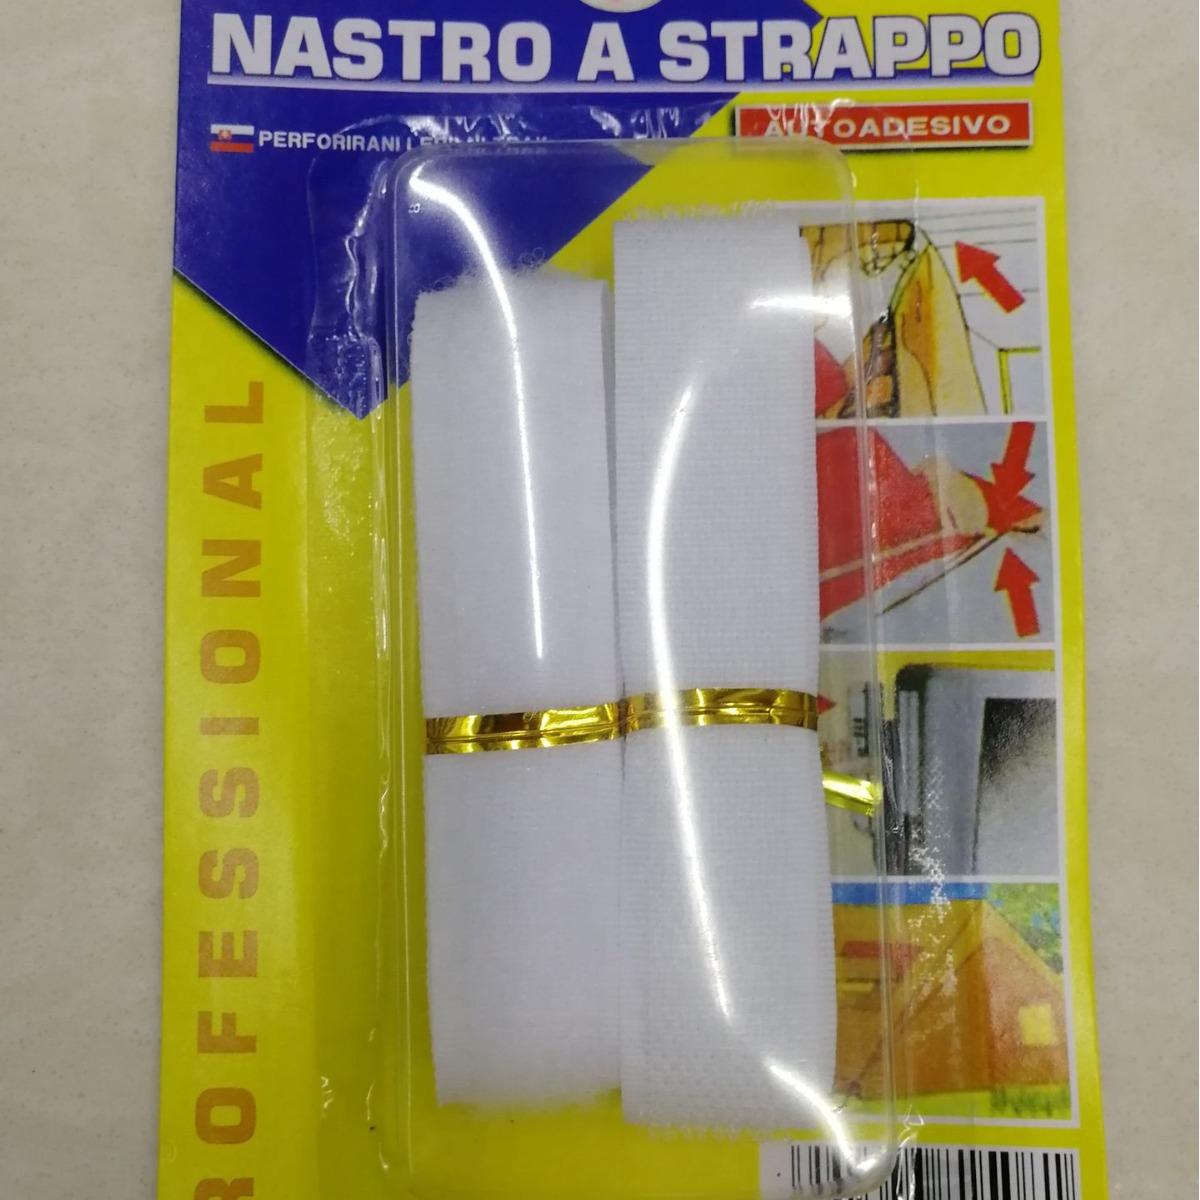 NASTRO A STRAPPO
AUTOADESIVO
PERFORIRANI
PROFESSIONAL